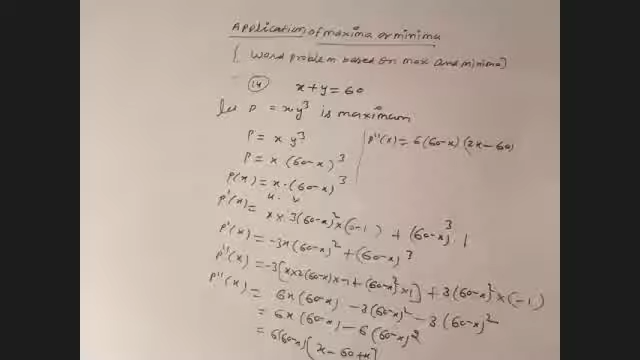 Application of maxima or minima
[ Word problem based on max and minima]
(14) x + y = 60
let P = x y³ is maximum
P = x y³
P = x (60-x)³
P(x) = x · (60-x)³
P'(x) = x × 3(60-x)² × (0-1) + (60-x)³ · 1
P'(x) = -3x(60-x)² + (60-x)³
P''(x) = -3[x×2(60-x)×-1 + (60-x)²×1] + 3(60-x)²×(-1)
P''(x) = 6x(60-x) - 3(60-x)² - 3(60-x)²
= 6x(60-x) - 6(60-x)²
= 6(60-x)[x-60+x]
P''(x) = 6(60-x)(2x-60)